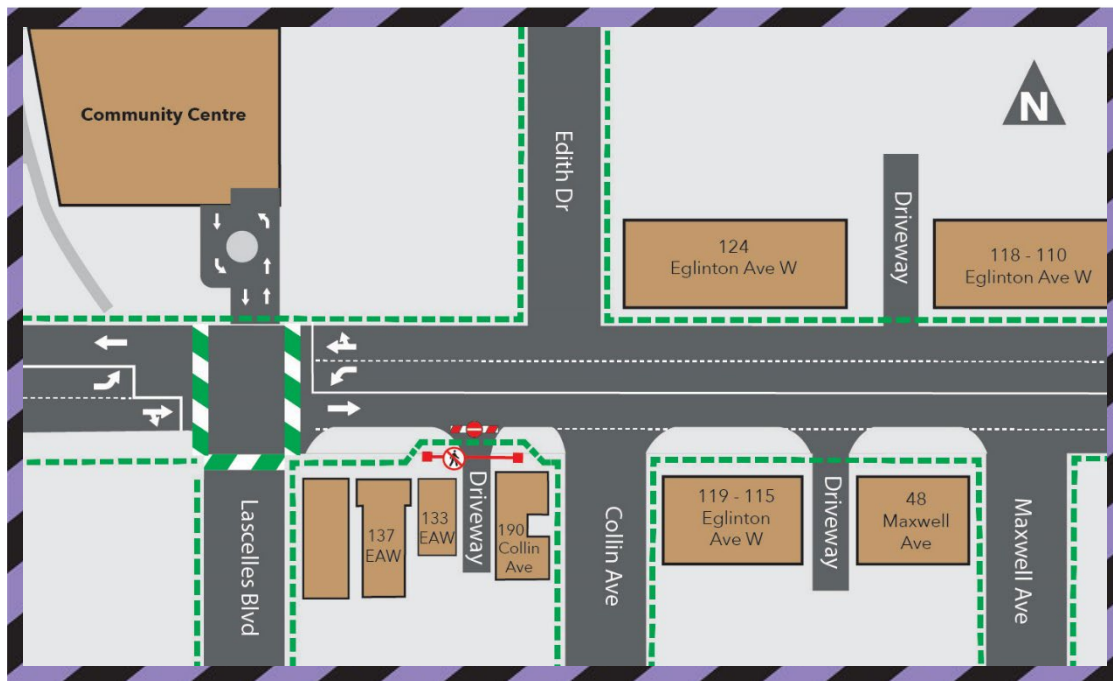 Community Centre
Edith Dr
N
Driveway
124
Eglinton Ave W
118 - 110
Eglinton Ave W
Lascelles Blvd
137
EAW
133
EAW
Driveway
190
Collin
Ave
Collin Ave
119 - 115
Eglinton
Ave W
Driveway
48
Maxwell
Ave
Maxwell Ave